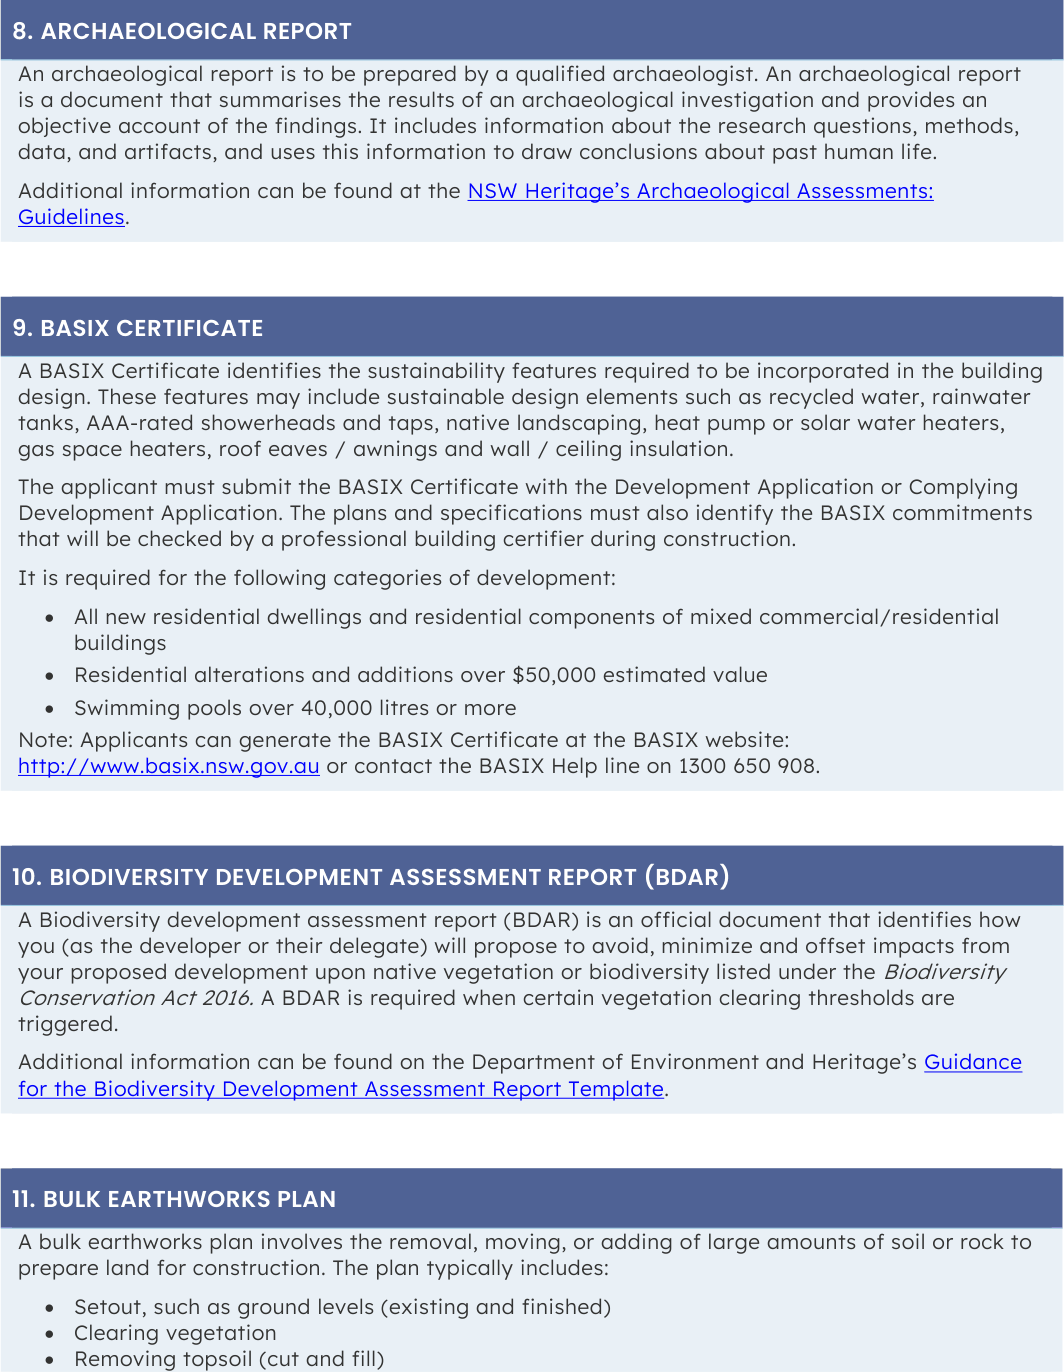 8. ARCHAEOLOGICAL REPORT
An archaeological report is to be prepared by a qualified archaeologist. An archaeological report
is a document that summarises the results of an archaeological investigation and provides an
objective account of the findings. It includes information about the research questions, methods,
data, and artifacts, and uses this information to draw conclusions about past human life.
Additional information can be found at the NSW Heritage’s Archaeological Assessments:
Guidelines.
9. BASIX CERTIFICATE
A BASIX Certificate identifies the sustainability features required to be incorporated in the building
design. These features may include sustainable design elements such as recycled water, rainwater
tanks, AAA-rated showerheads and taps, native landscaping, heat pump or solar water heaters,
gas space heaters, roof eaves / awnings and wall / ceiling insulation.
The applicant must submit the BASIX Certificate with the Development Application or Complying
Development Application. The plans and specifications must also identify the BASIX commitments
that will be checked by a professional building certifier during construction.
It is required for the following categories of development:
• All new residential dwellings and residential components of mixed commercial/residential
buildings
• Residential alterations and additions over $50,000 estimated value
• Swimming pools over 40,000 litres or more
Note: Applicants can generate the BASIX Certificate at the BASIX website:
http://www.basix.nsw.gov.au or contact the BASIX Help line on 1300 650 908.
10. BIODIVERSITY DEVELOPMENT ASSESSMENT REPORT (BDAR)
A Biodiversity development assessment report (BDAR) is an official document that identifies how
you (as the developer or their delegate) will propose to avoid, minimize and offset impacts from
your proposed development upon native vegetation or biodiversity listed under the Biodiversity
Conservation Act 2016. A BDAR is required when certain vegetation clearing thresholds are
triggered.
Additional information can be found on the Department of Environment and Heritage’s Guidance
for the Biodiversity Development Assessment Report Template.
11. BULK EARTHWORKS PLAN
A bulk earthworks plan involves the removal, moving, or adding of large amounts of soil or rock to
prepare land for construction. The plan typically includes:
• Setout, such as ground levels (existing and finished)
• Clearing vegetation
• Removing topsoil (cut and fill)